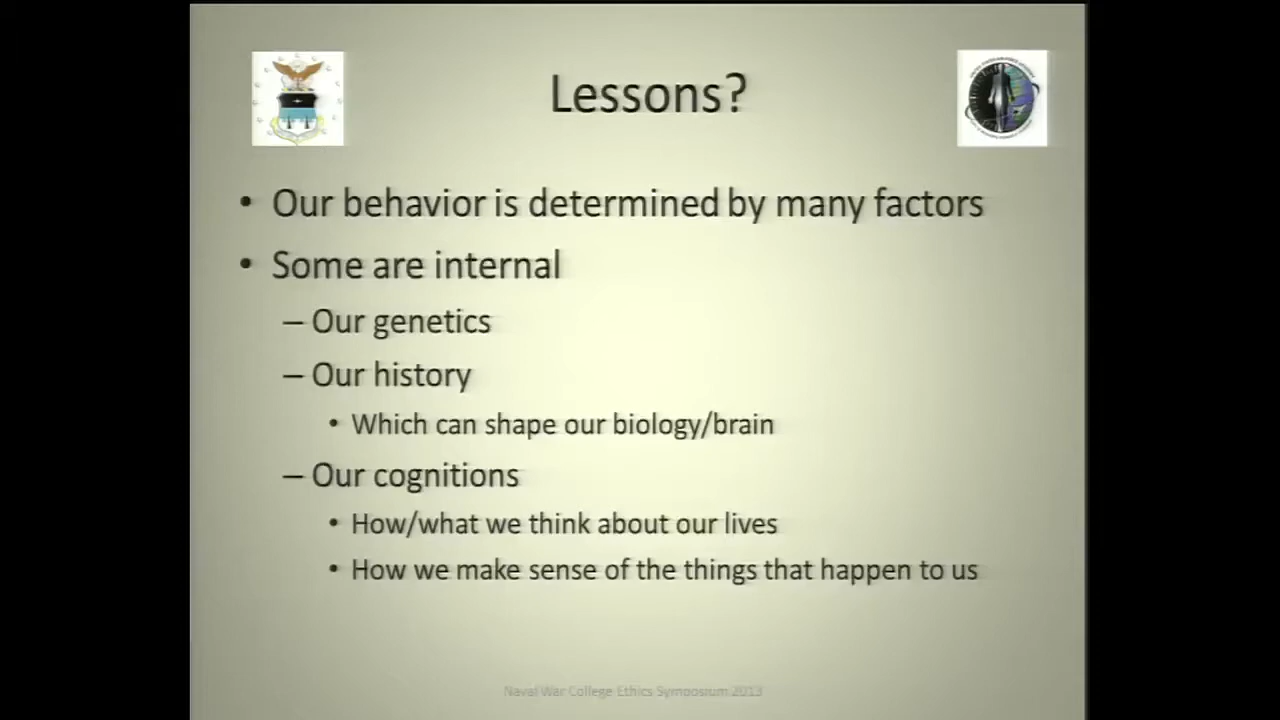 Lessons?
• Our behavior is determined by many factors
• Some are internal
– Our genetics
– Our history
• Which can shape our biology/brain
– Our cognitions
• How/what we think about our lives
• How we make sense of the things that happen to us
Naval War College Ethics Symposium 2013